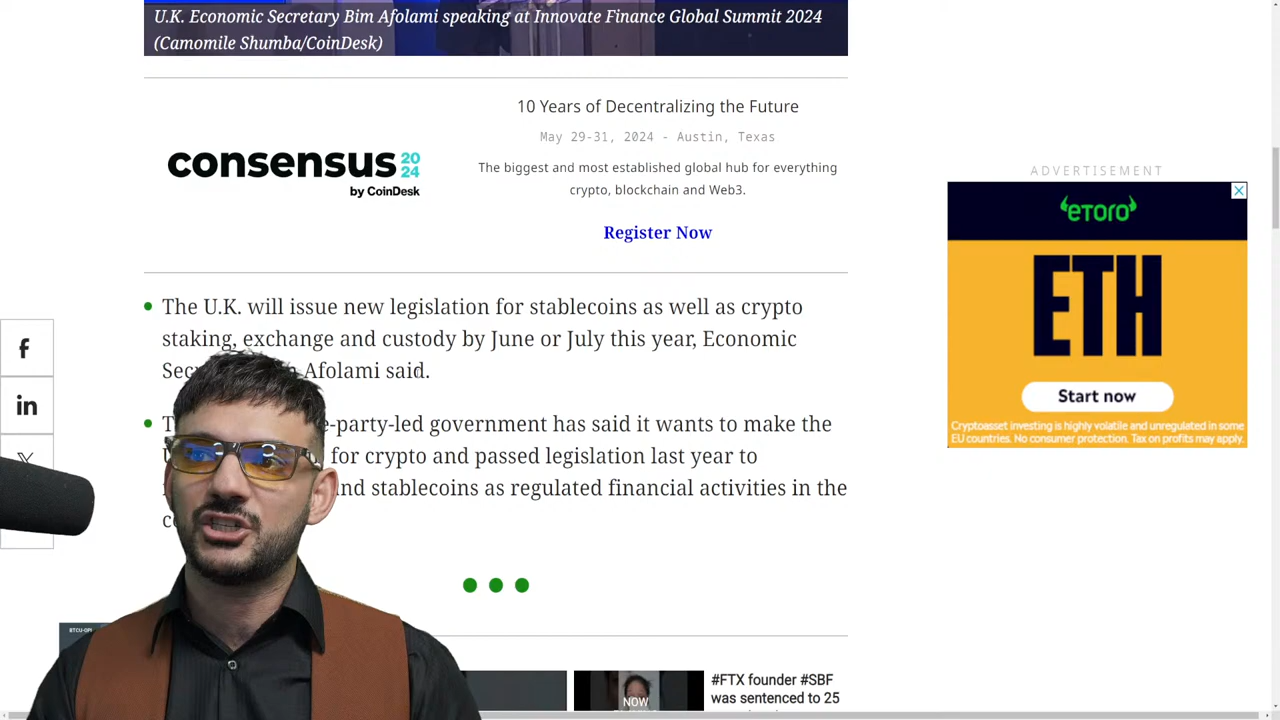 U.K. Economic Secretary Bim Afolami speaking at Innovate Finance Global Summit 2024
(Camomile Shumba/CoinDesk)
consensus 20
24
by CoinDesk
10 Years of Decentralizing the Future
May 29-31, 2024 - Austin, Texas
The biggest and most established global hub for everything
crypto, blockchain and Web3.
Register Now
ADVERTISEMENT
eToro
ETH
Start now
Cryptoasset investing is highly volatile and unregulated in some
EU countries. No consumer protection. Tax on profits may apply.
The U.K. will issue new legislation for stablecoins as well as crypto
staking, exchange and custody by June or July this year, Economic
Afolami said.
-party-led government has said it wants to make the
for crypto and passed legislation last year to
and stablecoins as regulated financial activities in the
#FTX founder #SBF
was sentenced to 25
NOW